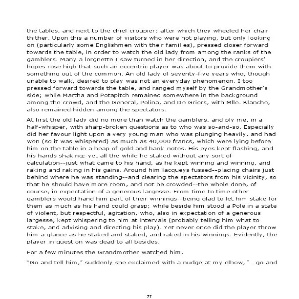 the tables, and next to the chief croupier; after which they wheeled her chair
thither. Upon this a number of visitors who were not playing, but only looking
on (particularly some Englishmen with their families), pressed closer forward
towards the table, in order to watch the old lady from among the ranks of the
gamblers. Many a lorgnette I saw turned in her direction, and the croupiers'
hopes rose high that such an eccentric player was about to provide them with
something out of the common. An old lady of seventy-five years who, though
unable to walk, desired to play was not an everyday phenomenon. I too
pressed forward towards the table, and ranged myself by the Grandmother's
side; while Martha and Potapitch remained somewhere in the background
among the crowd, and the General, Polina, and De Griers, with Mlle. Blanche,
also remained hidden among the spectators.
At first the old lady did no more than watch the gamblers, and ply me, in a
half-whisper, with sharp-broken questions as to who was so-and-so. Especially
did her favour light upon a very young man who was plunging heavily, and had
won (so it was whispered) as much as 40,000 francs, which were lying before
him on the table in a heap of gold and bank-notes. His eyes kept flashing, and
his hands shaking; yet all the while he staked without any sort of
calculation—just what came to his hand, as he kept winning and winning, and
raking and raking in his gains. Around him lacqueys fussed—placing chairs just
behind where he was standing—and clearing the spectators from his vicinity, so
that he should have more room, and not be crowded—the whole done, of
course, in expectation of a generous largesse. From time to time other
gamblers would hand him part of their winnings—being glad to let him stake for
them as much as his hand could grasp; while beside him stood a Pole in a state
of violent, but respectful, agitation, who, also in expectation of a generous
largesse, kept whispering to him at intervals (probably telling him what to
stake, and advising and directing his play). Yet never once did the player throw
him a glance as he staked and staked, and raked in his winnings. Evidently, the
player in question was dead to all besides.
For a few minutes the Grandmother watched him.
"Go and tell him," suddenly she exclaimed with a nudge at my elbow, "—go and
77